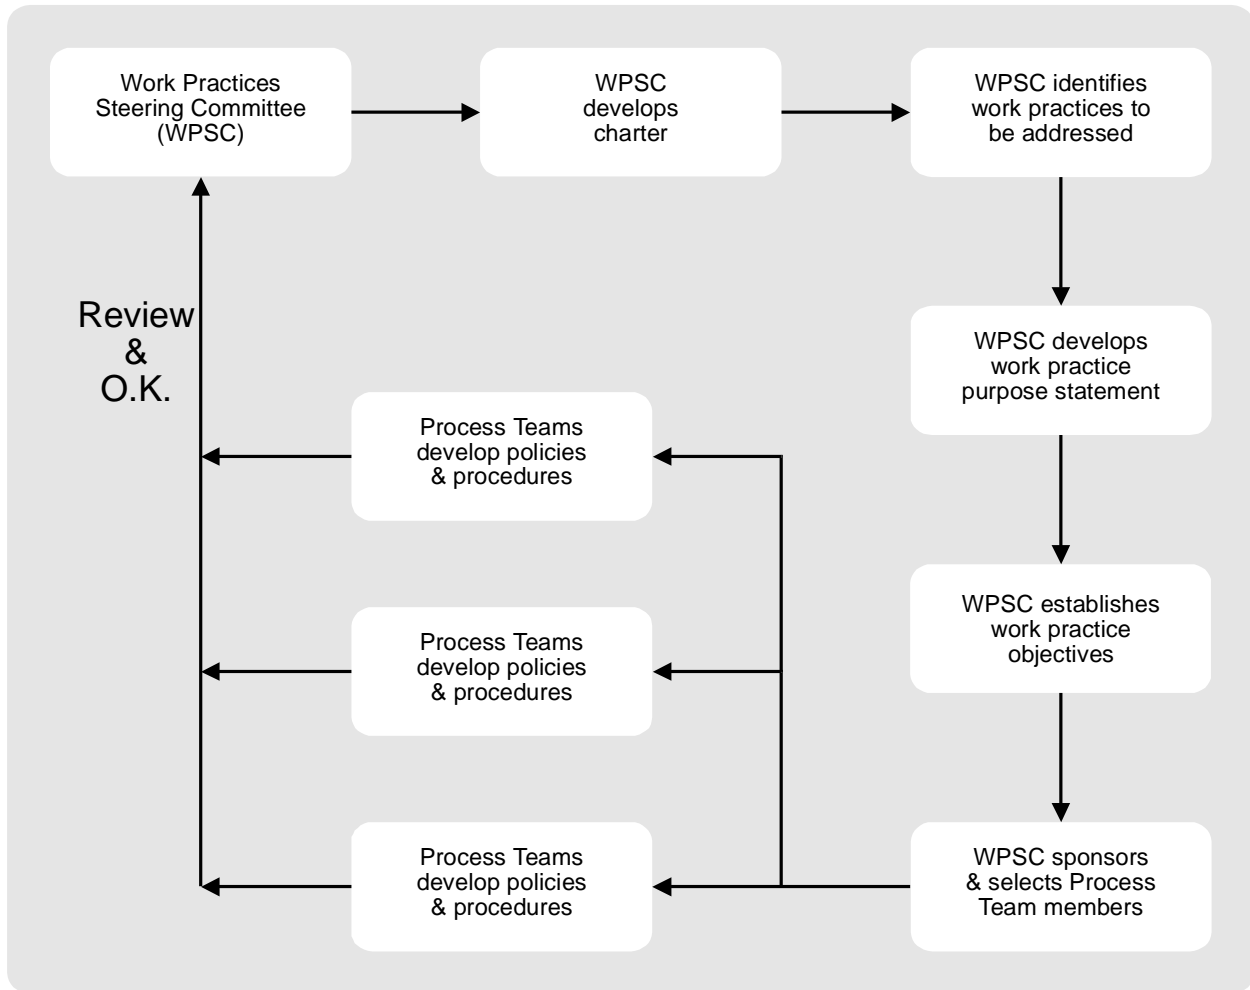 Work Practices
Steering Committee
(WPSC)
WPSC
develops
charter
WPSC identifies
work practices to
be addressed
Review
&
O.K.
WPSC develops
work practice
purpose statement
Process Teams
develop policies
& procedures
WPSC establishes
work practice
objectives
Process Teams
develop policies
& procedures
Process Teams
develop policies
& procedures
WPSC sponsors
& selects Process
Team members